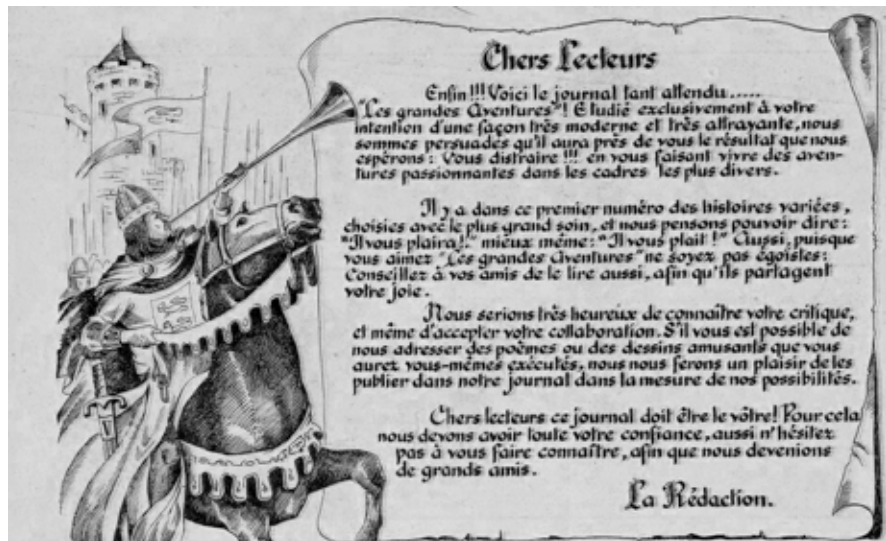 Chers Lecteurs
Enfin!!! Voici le journal tant attendu.....
"Les grandes Aventures"! Etudié exclusivement à votre
intention d'une façon très moderne et très attrayante, nous
sommes persuadés qu'il aura près de vous le résultat que nous
espérons: Vous distraire!!! en vous faisant vivre des aven-
tures passionnantes dans les cadres les plus divers.
Il y a dans ce premier numéro des histoires variées,
choisies avec le plus grand soin, et nous pensons pouvoir dire:
"Il vous plaira!." mieux même: "Il vous plait!" Aussi, puisque
vous aimez "Les grandes Aventures" ne soyez pas égoïstes:
Conseillez à vos amis de le lire aussi, afin qu'ils partagent
votre joie.
Nous serions très heureux de connaître votre critique,
et même d'accepter votre collaboration. S'il vous est possible de
nous adresser des poèmes ou des dessins amusants que vous
aurez vous-mêmes exécutés, nous nous ferons un plaisir de les
publier dans notre journal dans la mesure de nos possibilités.
Chers lecteurs ce journal doit être le vôtre! Pour cela
nous devons avoir toute votre confiance, aussi n'hésitez
pas à vous faire connaître, afin que nous devenions
de grands amis.
La Rédaction.